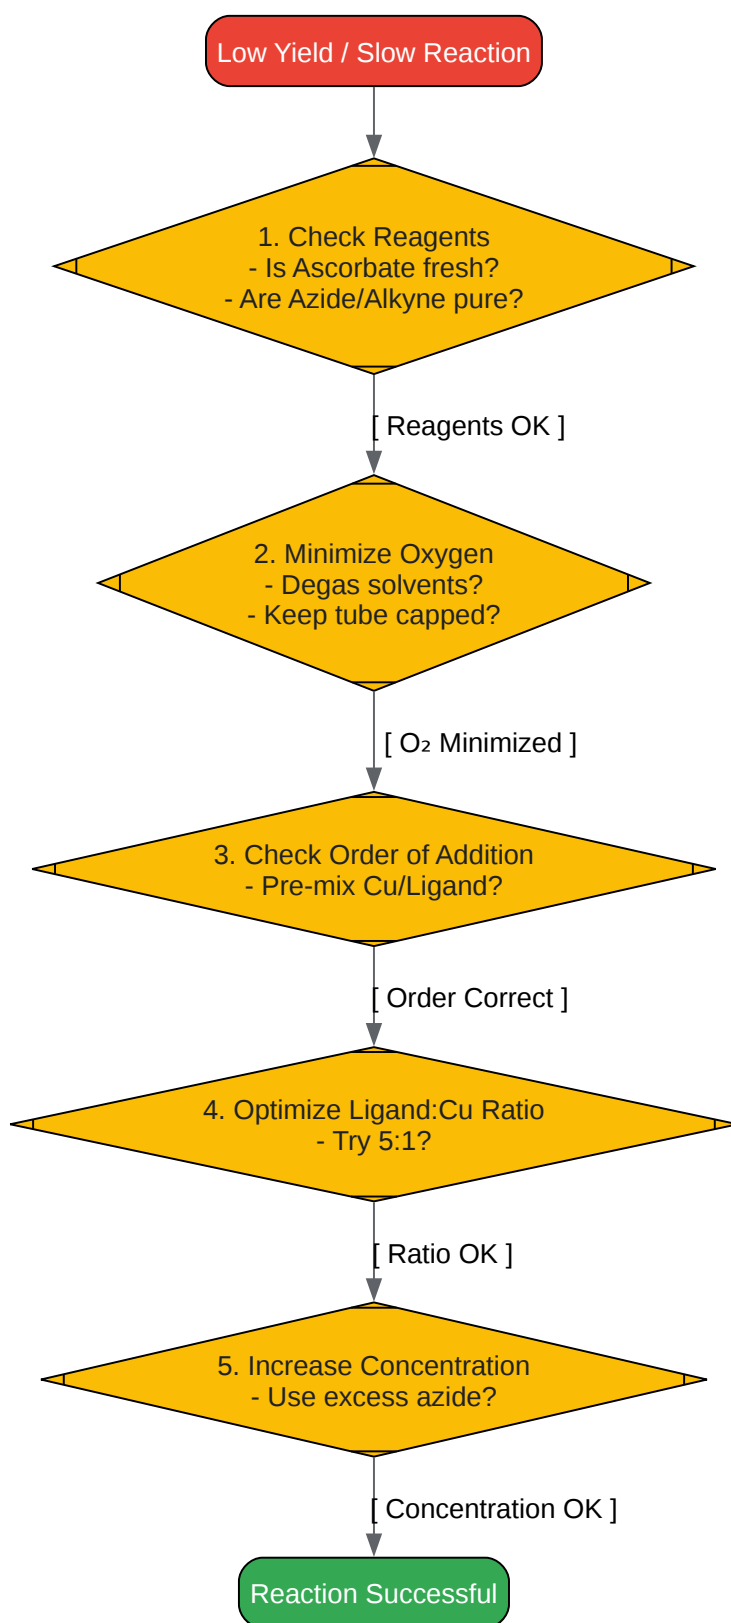 Low Yield / Slow Reaction
1. Check Reagents
- Is Ascorbate fresh?
- Are Azide/Alkyne pure?
[ Reagents OK ]
2. Minimize Oxygen
- Degas solvents?
- Keep tube capped?
[ O₂ Minimized ]
3. Check Order of Addition
- Pre-mix Cu/Ligand?
[ Order Correct ]
4. Optimize Ligand:Cu Ratio
- Try 5:1?
[ Ratio OK ]
5. Increase Concentration
- Use excess azide?
[ Concentration OK ]
Reaction Successful